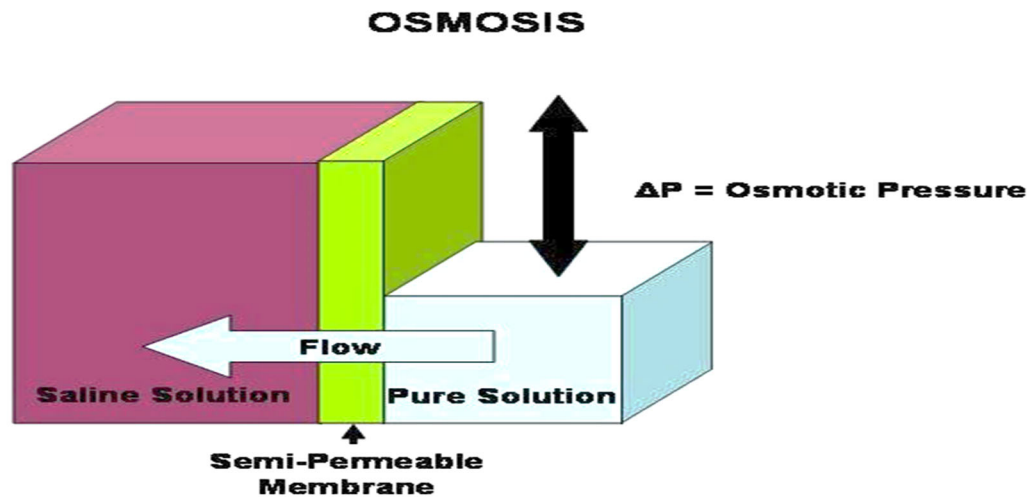 OSMOSIS
ΔP = Osmotic Pressure
Flow
Saline Solution
Pure Solution
Semi-Permeable
Membrane